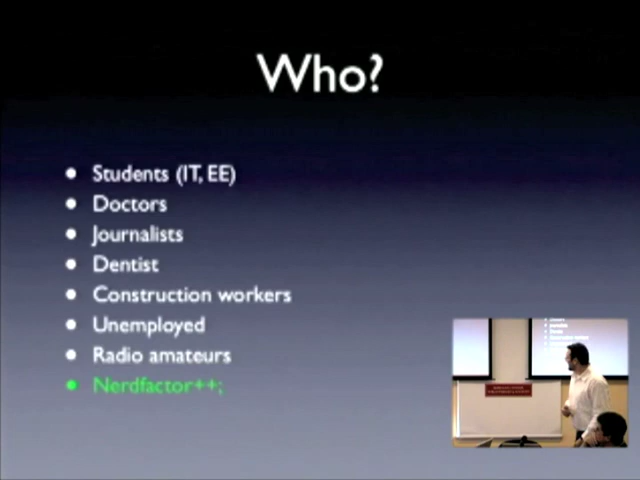 Who?
Students (IT, EE)
Doctors
Journalists
Dentist
Construction workers
Unemployed
Radio amateurs
Nerdfactor++;